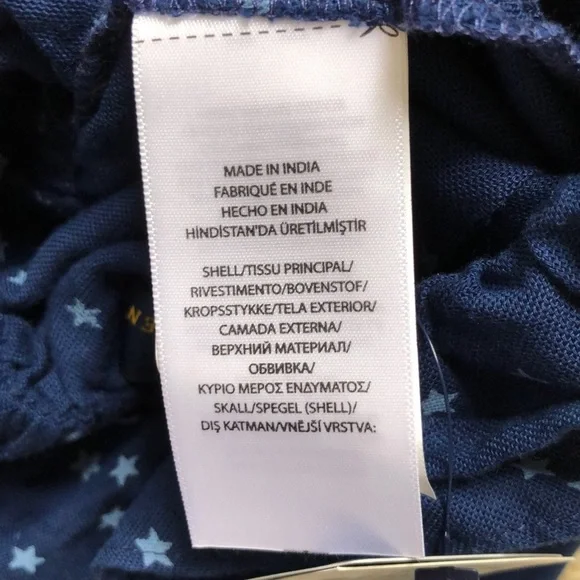 MADE IN INDIA
FABRIQUÉ EN INDE
HECHO EN INDIA
HİNDİSTAN'DA ÜRETİLMİŞTİR
SHELL/TISSU PRINCIPAL/
RIVESTIMENTO/BOVENSTOF/
KROPSSTYKKE/TELA EXTERIOR/
CAMADA EXTERNA/
ВЕРХНИЙ МАТЕРИАЛ/
ОБВИВКА/
ΚΥΡΙΟ ΜΕΡΟΣ ΕΝΔΥΜΑΤΟΣ/
SKALL/SPEGEL (SHELL)/
DIŞ KATMAN/VNĚJŠÍ VRSTVA: